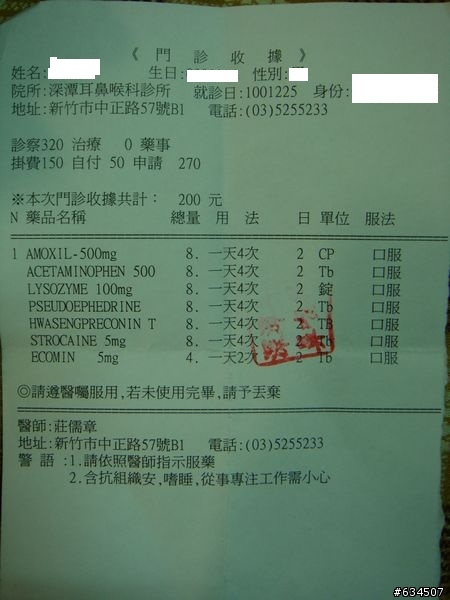 《 門 診 收 據 》
姓名: 生日: 性別:
院所:深潭耳鼻喉科診所 就診日:1001225 身份:
地址:新竹市中正路57號B1 電話:(03)5255233
診察320 治療 0 藥事
掛費150 自付 50 申請 270
※本次門診收據共計： 200 元
N 藥品名稱 總量 用 法 日 單位 服法
1 AMOXIL-500mg 8. 一天4次 2 CP 口服
ACETAMINOPHEN 500 8. 一天4次 2 Tb 口服
LYSOZYME 100mg 8. 一天4次 2 錠 口服
PSEUDOEPHEDRINE 8. 一天4次 2 Tb 口服
HWASENGPRECONIN T 8. 一天4次 2 TB 口服
STROCAINE 5mg 8. 一天4次 2 Tb 口服
ECOMIN 5mg 4. 一天2次 2 Tb 口服
◎請遵醫囑服用,若未使用完畢,請予丟棄
醫師:莊儒章
地址:新竹市中正路57號B1 電話:(03)5255233
警 語 :1.請依照醫師指示服藥
2.含抗組織安,嗜睡,從事專注工作需小心
#634507